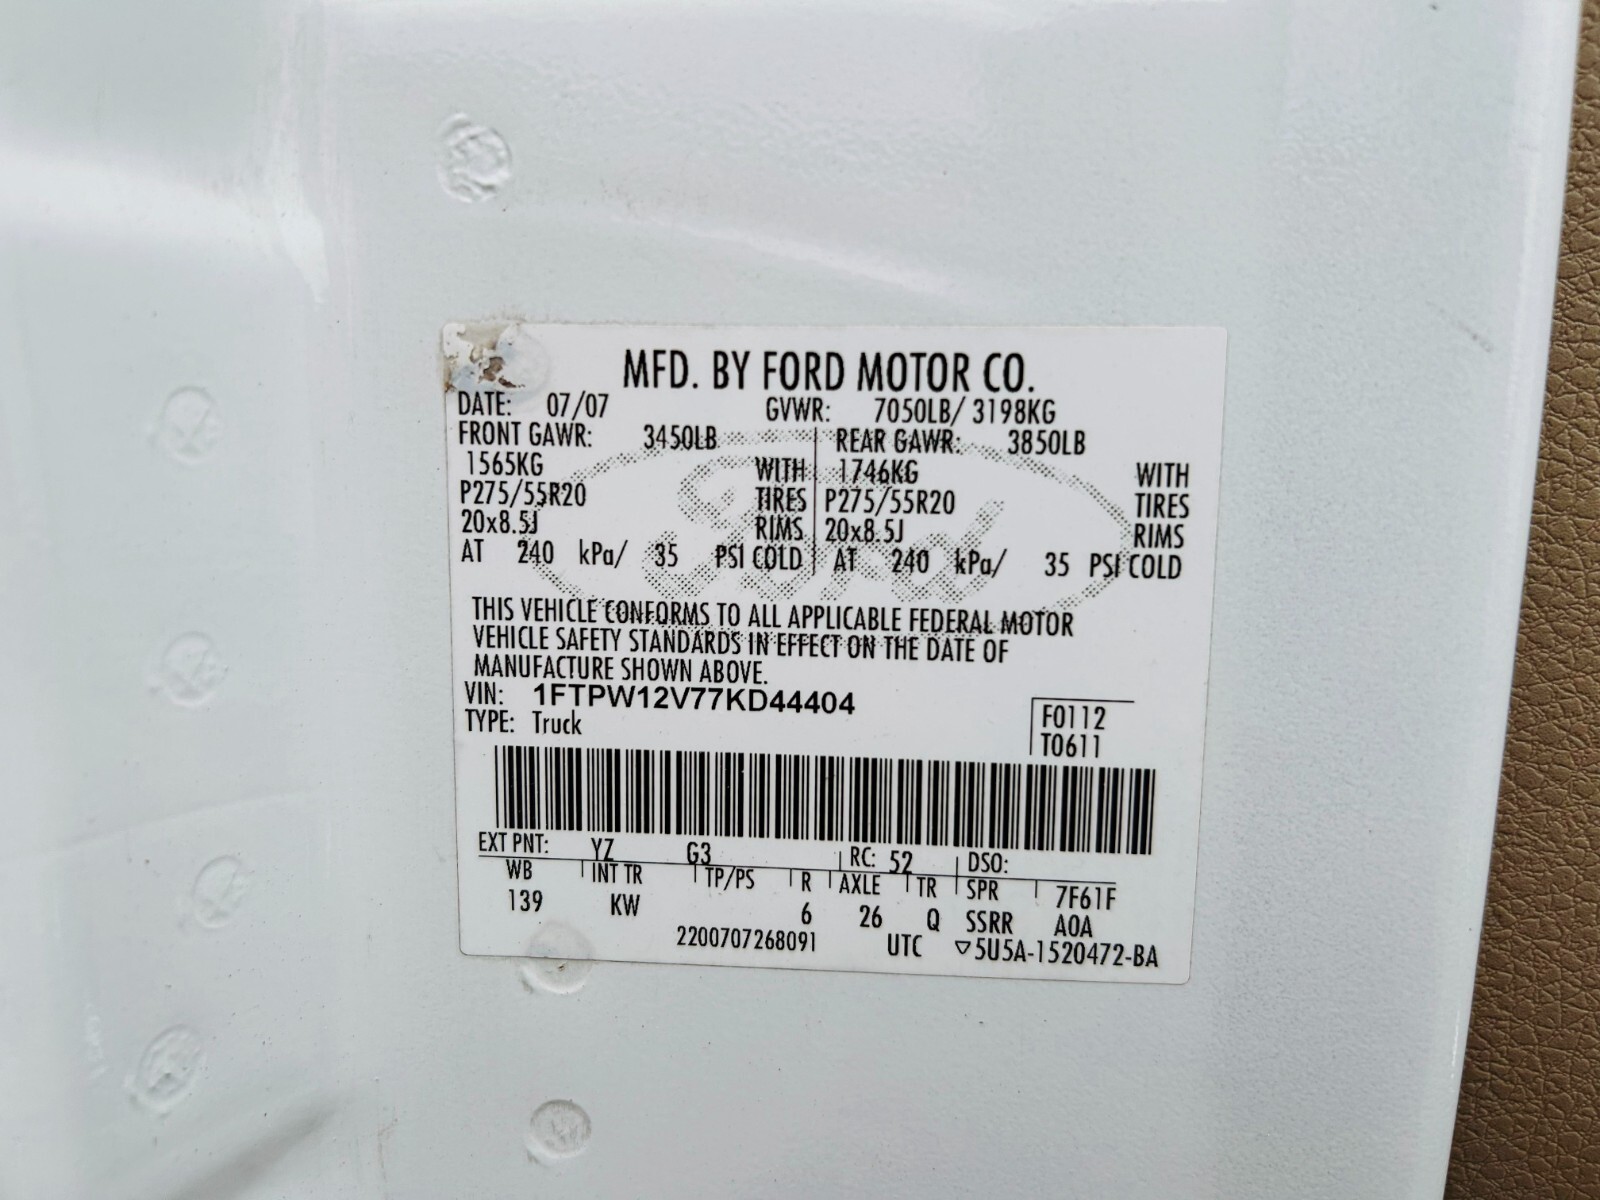 MFD. BY FORD MOTOR CO.
DATE: 07/07 GVWR: 7050LB/ 3198KG
FRONT GAWR: 3450LB REAR GAWR: 3850LB
1565KG WITH 1746KG WITH
P275/55R20 TIRES P275/55R20 TIRES
20x8.5J RIMS 20x8.5J RIMS
AT 240 kPa/ 35 PSI COLD AT 240 kPa/ 35 PSI COLD
Ford
THIS VEHICLE CONFORMS TO ALL APPLICABLE FEDERAL MOTOR
VEHICLE SAFETY STANDARDS IN EFFECT ON THE DATE OF
MANUFACTURE SHOWN ABOVE.
VIN: 1FTPW12V77KD44404
TYPE: Truck
F0112
T0611
EXT PNT: YZ G3 RC: 52 DSO:
WB INT TR TP/PS R AXLE TR SPR 7F61F
139 KW 6 26 Q SSRR A0A
2200707268091 UTC ▽5U5A-1520472-BA